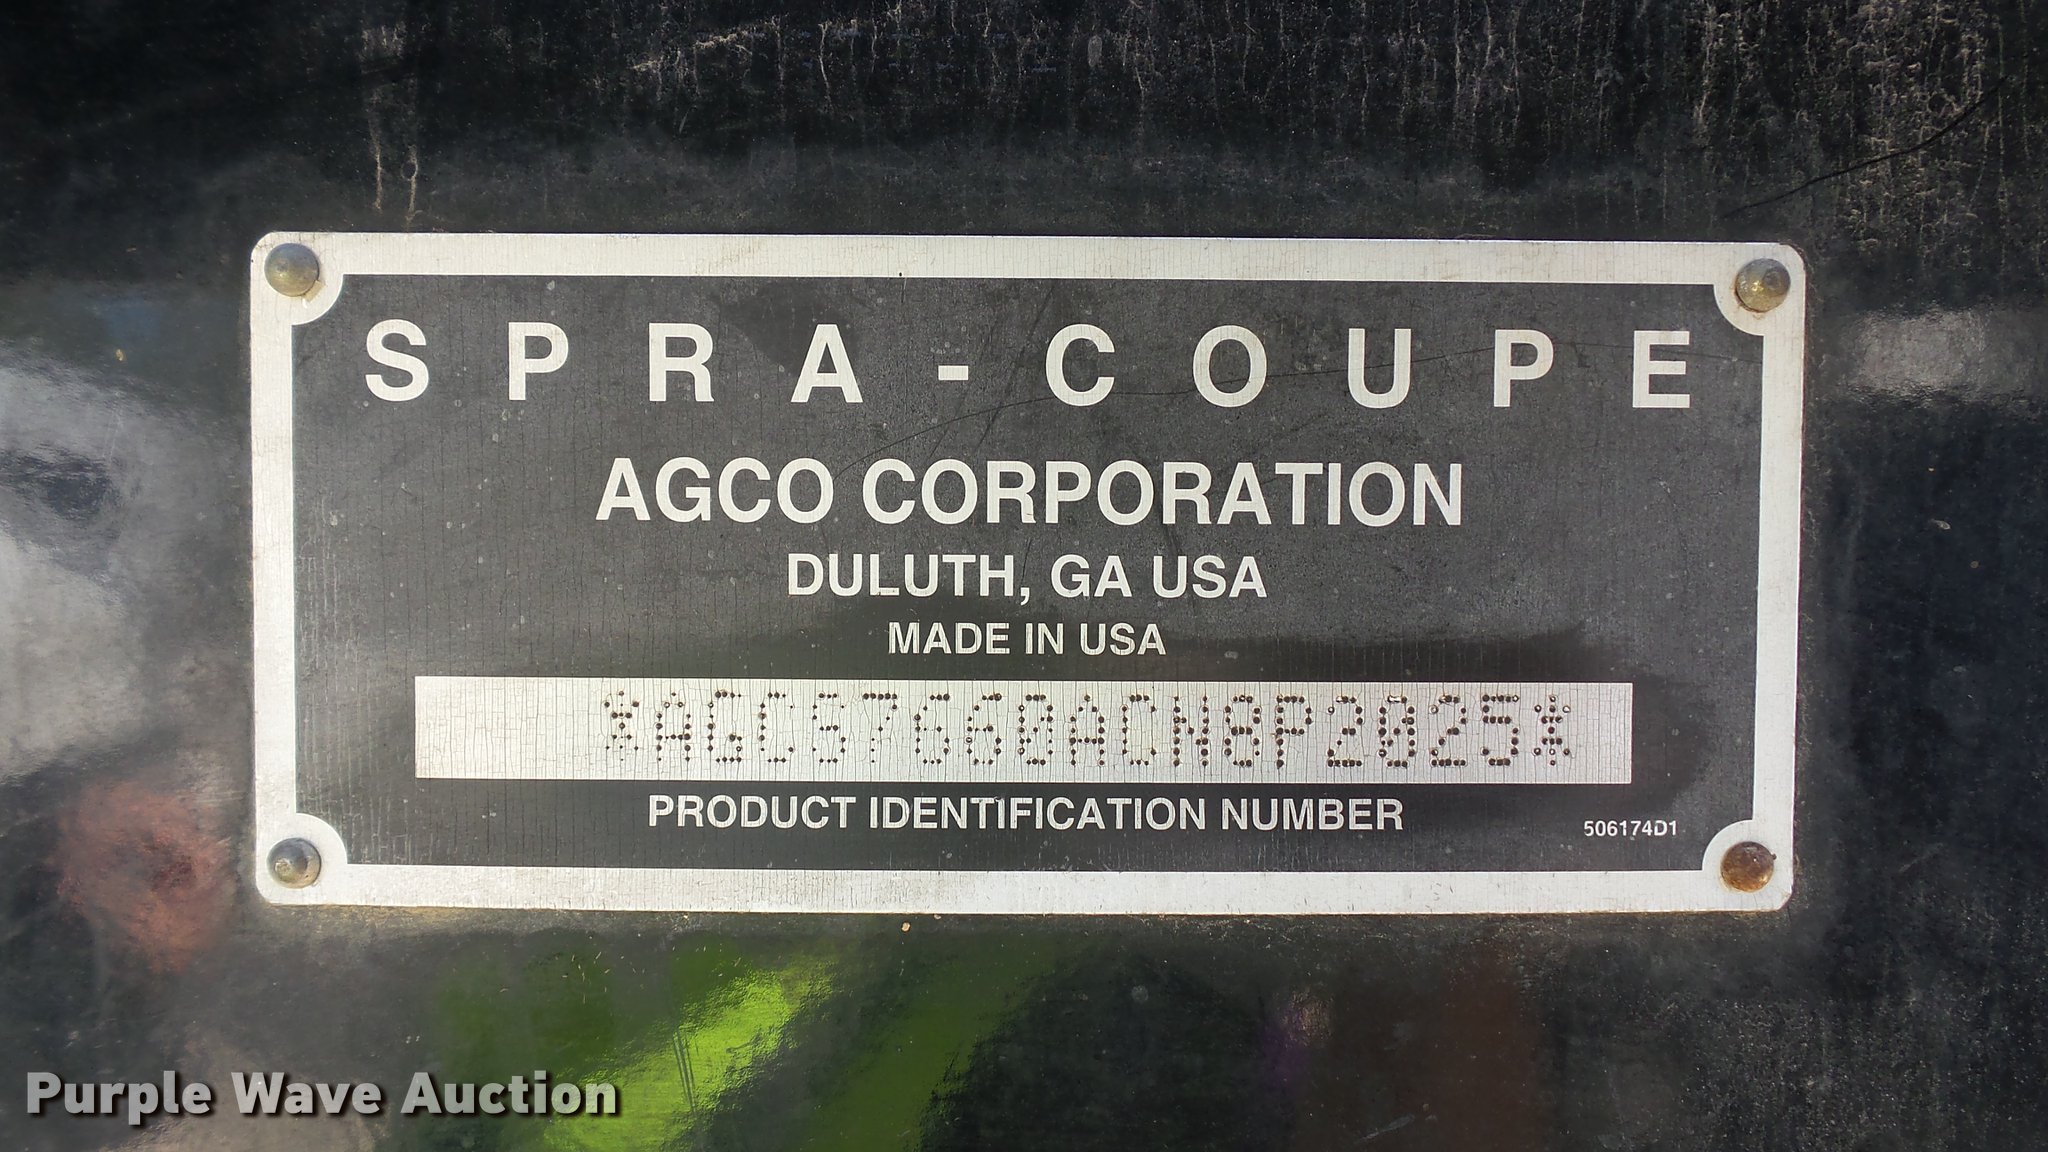 SPRA-COUPE
AGCO CORPORATION
DULUTH, GA USA
MADE IN USA
*AGCS7660ACN8P2025*
PRODUCT IDENTIFICATION NUMBER
506174D1
Purple Wave Auction